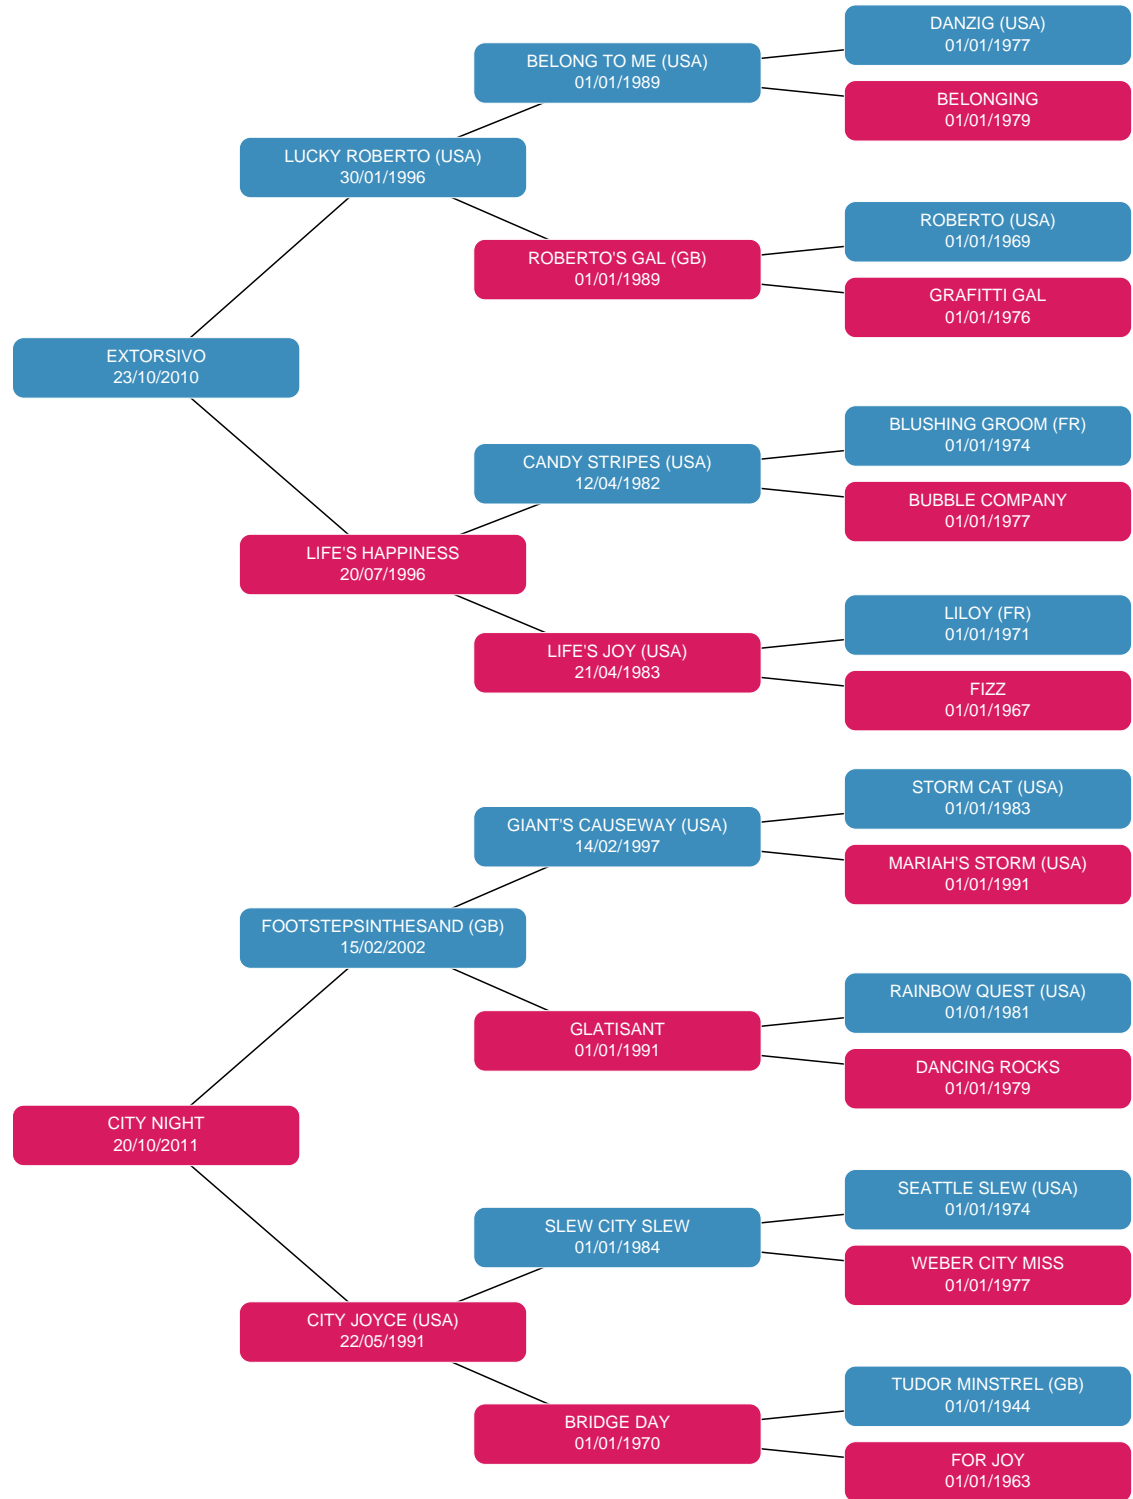 DANZIG (USA)
01/01/1977
BELONG TO ME (USA)
01/01/1989
BELONGING
01/01/1979
LUCKY ROBERTO (USA)
30/01/1996
ROBERTO (USA)
01/01/1969
ROBERTO'S GAL (GB)
01/01/1989
GRAFITTI GAL
01/01/1976
EXTORSIVO
23/10/2010
BLUSHING GROOM (FR)
01/01/1974
CANDY STRIPES (USA)
12/04/1982
BUBBLE COMPANY
01/01/1977
LIFE'S HAPPINESS
20/07/1996
LILOY (FR)
01/01/1971
LIFE'S JOY (USA)
21/04/1983
FIZZ
01/01/1967
STORM CAT (USA)
01/01/1983
GIANT'S CAUSEWAY (USA)
14/02/1997
MARIAH'S STORM (USA)
01/01/1991
FOOTSTEPSINTHESAND (GB)
15/02/2002
RAINBOW QUEST (USA)
01/01/1981
GLATISANT
01/01/1991
DANCING ROCKS
01/01/1979
CITY NIGHT
20/10/2011
SEATTLE SLEW (USA)
01/01/1974
SLEW CITY SLEW
01/01/1984
WEBER CITY MISS
01/01/1977
CITY JOYCE (USA)
22/05/1991
TUDOR MINSTREL (GB)
01/01/1944
BRIDGE DAY
01/01/1970
FOR JOY
01/01/1963